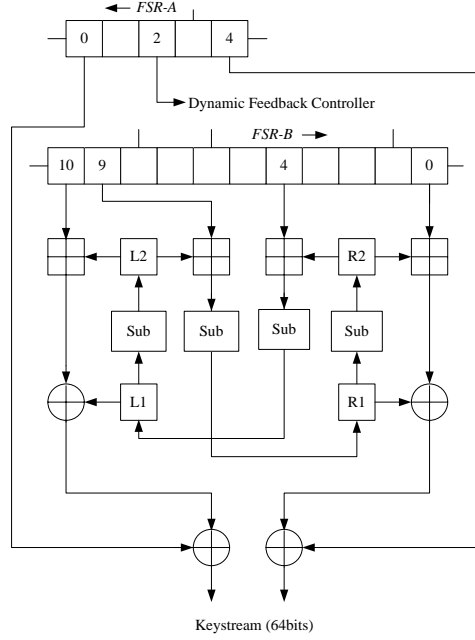 FSR-A
0 2 4
Dynamic Feedback Controller
FSR-B
10 9 4 0
L2 R2
Sub Sub Sub Sub
L1 R1
Keystream (64bits)